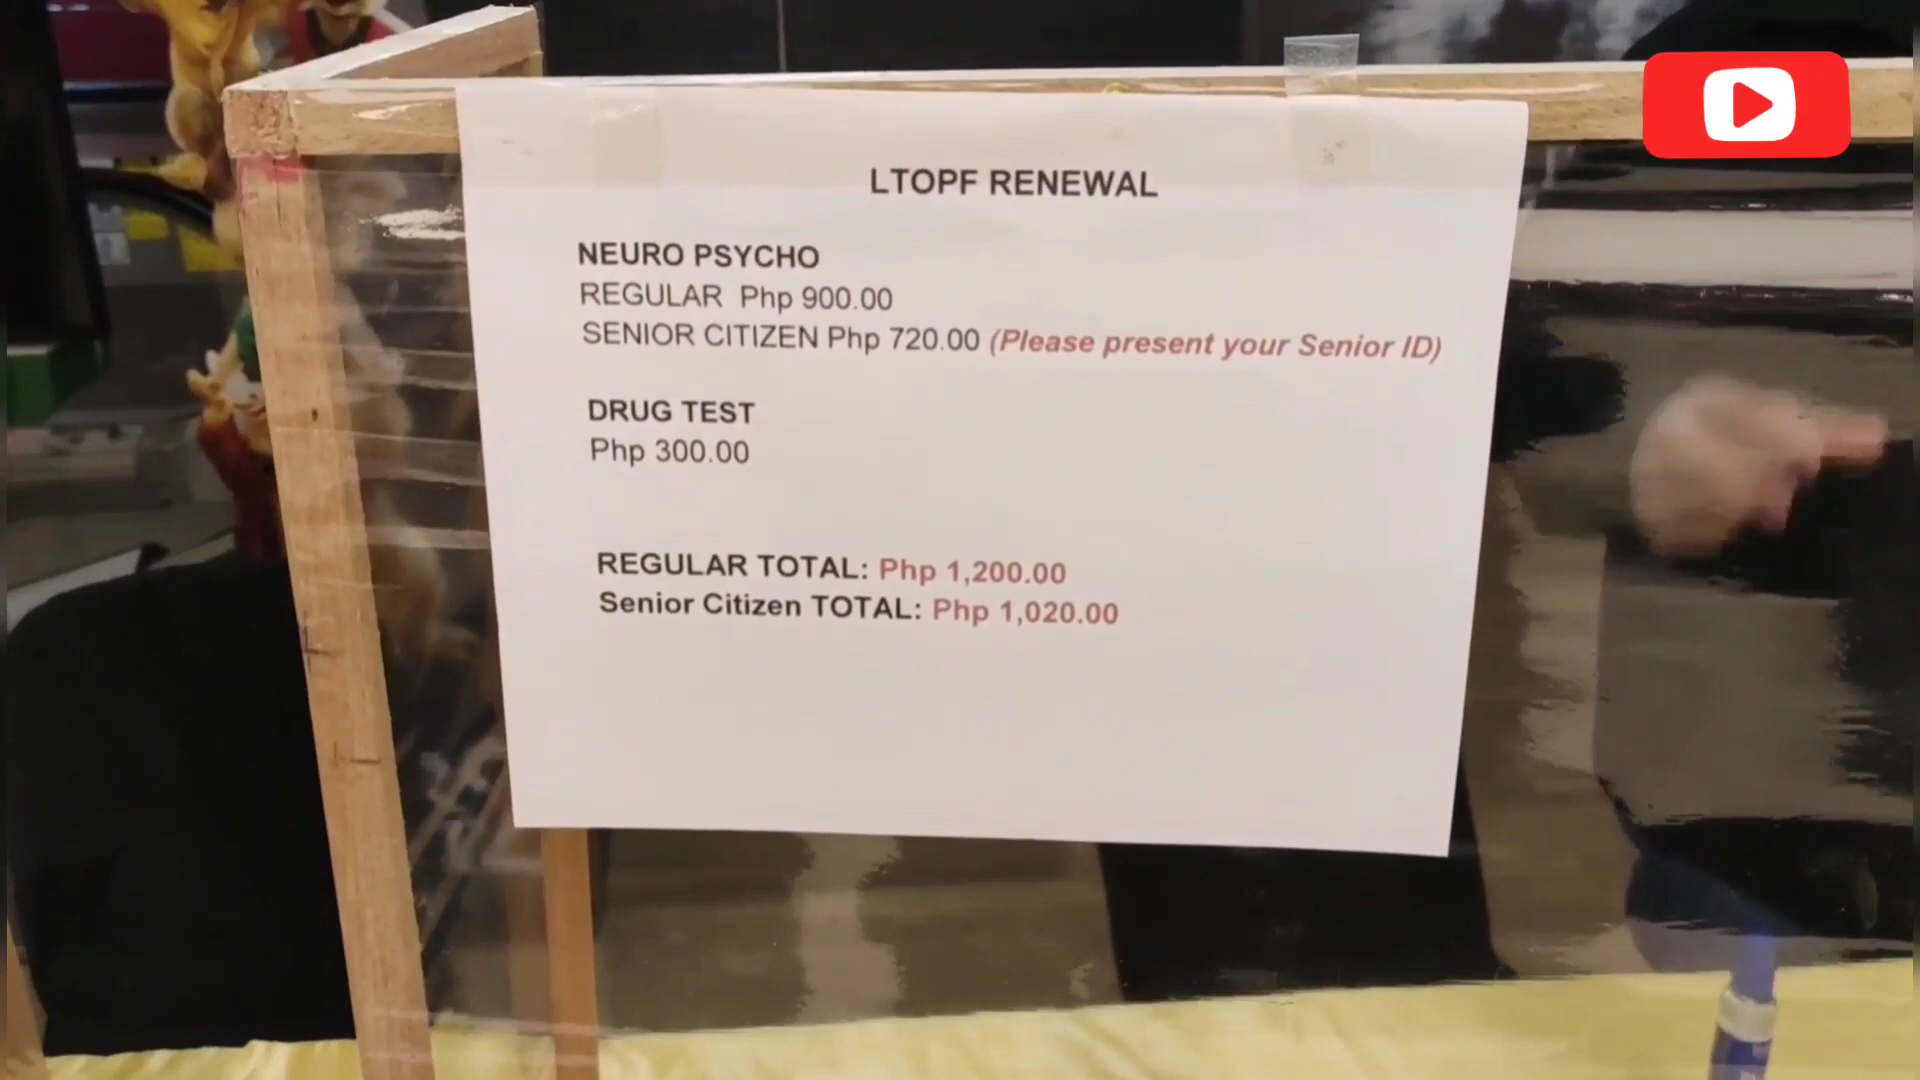 LTOPF RENEWAL
NEURO PSYCHO
REGULAR Php 900.00
SENIOR CITIZEN Php 720.00 (Please present your Senior ID)
DRUG TEST
Php 300.00
REGULAR TOTAL: Php 1,200.00
Senior Citizen TOTAL: Php 1,020.00